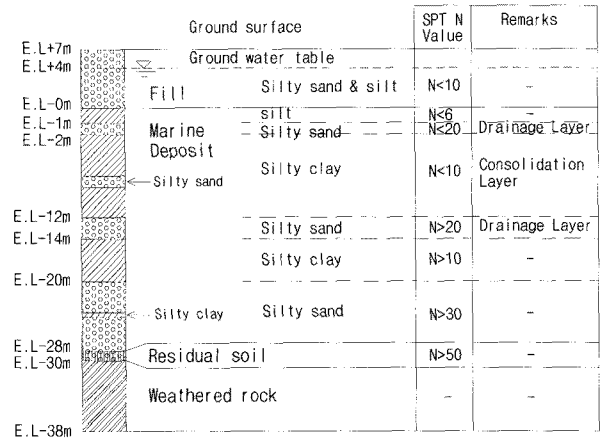 Ground surface SPT N Value Remarks
E.L+7m
E.L+4m Ground water table
Fill Silty sand & silt N<10 -
E.L-0m
silt N<6 -
E.L-1m
Marine Deposit Silty sand N<20 Drainage Layer
E.L-2m
Silty clay N<10 Consolidation Layer
Silty sand
E.L-12m
Silty sand N>20 Drainage Layer
E.L-14m
Silty clay N>10 -
E.L-20m
Silty clay Silty sand N>30 -
E.L-28m
Residual soil N>50 -
E.L-30m
Weathered rock - -
E.L-38m